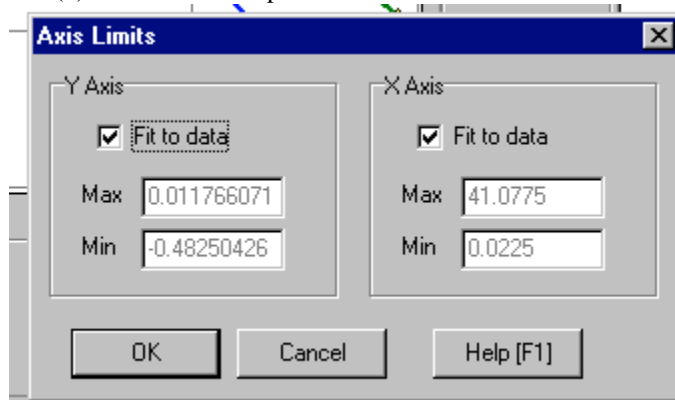 Axis Limits
Y Axis
Fit to data
Max 0.011766071
Min -0.48250426
X Axis
Fit to data
Max 41.0775
Min 0.0225
OK Cancel Help [F1]